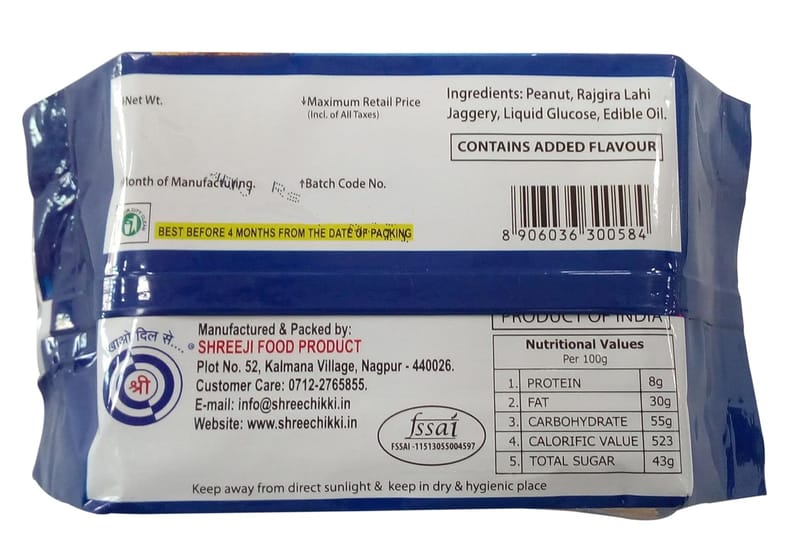 Net Wt.
↓Maximum Retail Price
(Incl. of All Taxes)
Ingredients: Peanut, Rajgira Lahi
Jaggery, Liquid Glucose, Edible Oil.
CONTAINS ADDED FLAVOUR
Month of Manufacturing.
Rs
↑Batch Code No.
BEST BEFORE 4 MONTHS FROM THE DATE OF PACKING
8 906036 300584
खाओ दिल से....
श्री
Manufactured & Packed by:
SHREEJI FOOD PRODUCT
Plot No. 52, Kalmana Village, Nagpur - 440026.
Customer Care: 0712-2765855.
E-mail: info@shreechikki.in
Website: www.shreechikki.in
fssai
FSSAI -11513055004597
PRODUCT OF INDIA
Nutritional Values
Per 100g
1. PROTEIN 8g
2. FAT 30g
3. CARBOHYDRATE 55g
4. CALORIFIC VALUE 523
5. TOTAL SUGAR 43g
Keep away from direct sunlight & keep in dry & hygienic place